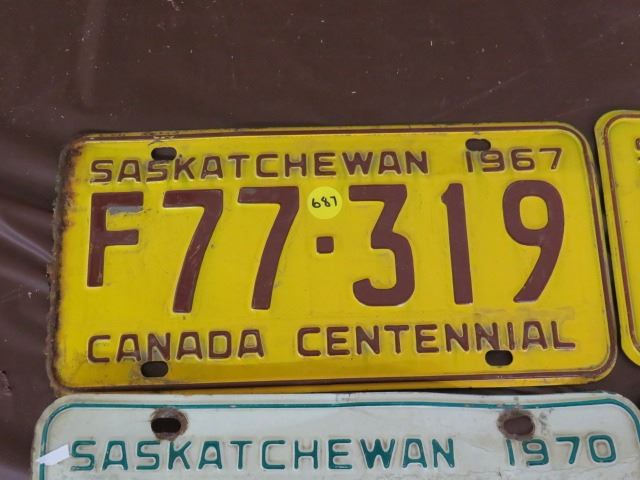 SASKATCHEWAN 1967
F77·319
687
CANADA CENTENNIAL
SASKATCHEWAN 1970